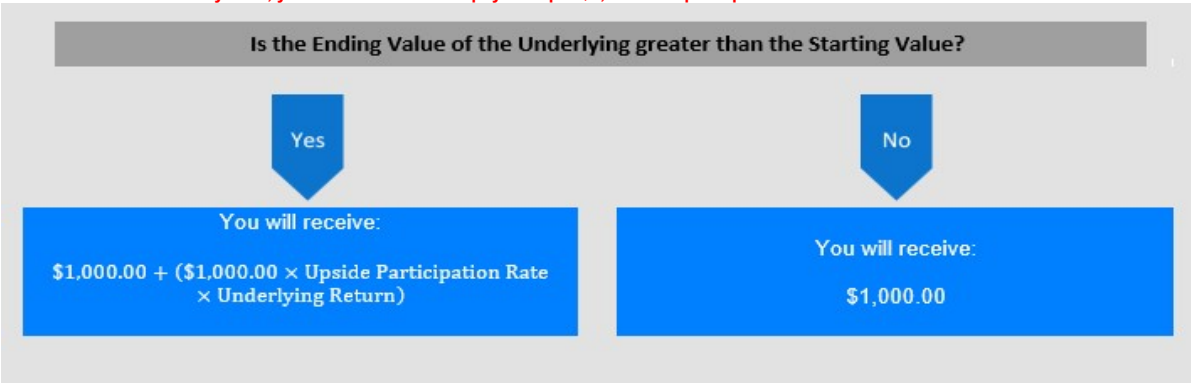 Is the Ending Value of the Underlying greater than the Starting Value?
Yes
No
You will receive:
$1,000.00 + ($1,000.00 × Upside Participation Rate
× Underlying Return)
You will receive:
$1,000.00